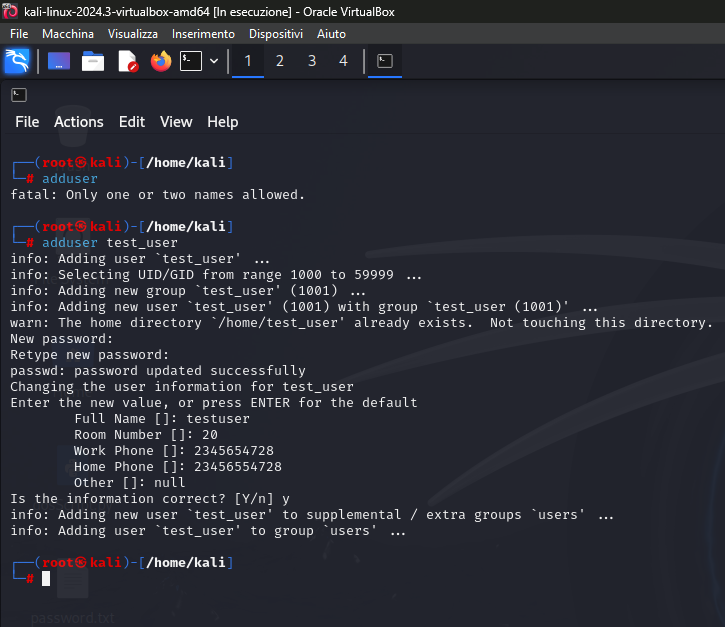 kali-linux-2024.3-virtualbox-amd64 [In esecuzione] - Oracle VirtualBox
File Macchina Visualizza Inserimento Dispositivi Aiuto
1 2 3 4
File Actions Edit View Help
┌──(root㉿kali)-[/home/kali]
└─# adduser
fatal: Only one or two names allowed.
┌──(root㉿kali)-[/home/kali]
└─# adduser test_user
info: Adding user `test_user' ...
info: Selecting UID/GID from range 1000 to 59999 ...
info: Adding new group `test_user' (1001) ...
info: Adding new user `test_user' (1001) with group `test_user (1001)' ...
warn: The home directory `/home/test_user' already exists.  Not touching this directory.
New password:
Retype new password:
passwd: password updated successfully
Changing the user information for test_user
Enter the new value, or press ENTER for the default
Full Name []: testuser
Room Number []: 20
Work Phone []: 2345654728
Home Phone []: 23456554728
Other []: null
Is the information correct? [Y/n] y
info: Adding new user `test_user' to supplemental / extra groups `users' ...
info: Adding user `test_user' to group `users' ...
┌──(root㉿kali)-[/home/kali]
└─#
password.txt